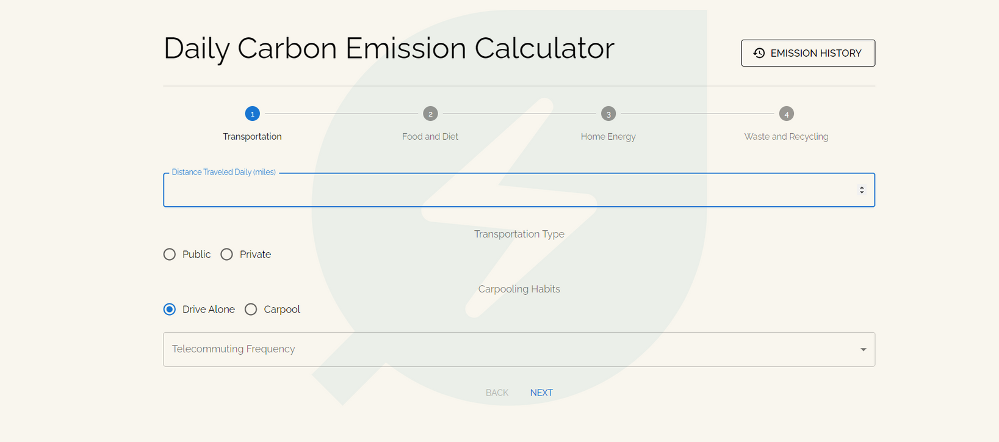 Daily Carbon Emission Calculator
EMISSION HISTORY
1
2
3
4
Transportation
Food and Diet
Home Energy
Waste and Recycling
Distance Traveled Daily (miles)
Transportation Type
Public
Private
Carpooling Habits
Drive Alone
Carpool
Telecommuting Frequency
BACK
NEXT